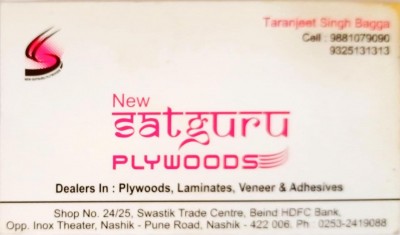 Taranjeet Singh Bagga
Cell : 9881079090
9325131313
New
satguru
PLYWOODS
Dealers In : Plywoods, Laminates, Veneer & Adhesives
Shop No. 24/25, Swastik Trade Centre, Beind HDFC Bank,
Opp. Inox Theater, Nashik - Pune Road, Nashik - 422 006. Ph : 0253-2419088